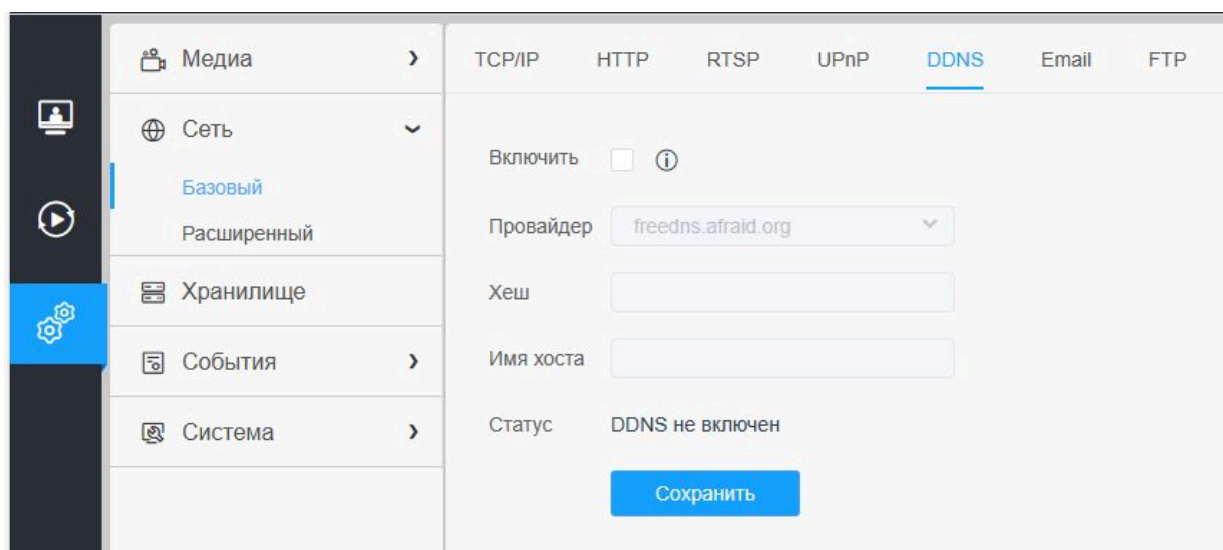 Медиа
Сеть
Базовый
Расширенный
Хранилище
События
Система
TCP/IP HTTP RTSP UPnP DDNS Email FTP
Включить
Провайдер freedns.afraid.org
Хеш
Имя хоста
Статус DDNS не включен
Сохранить